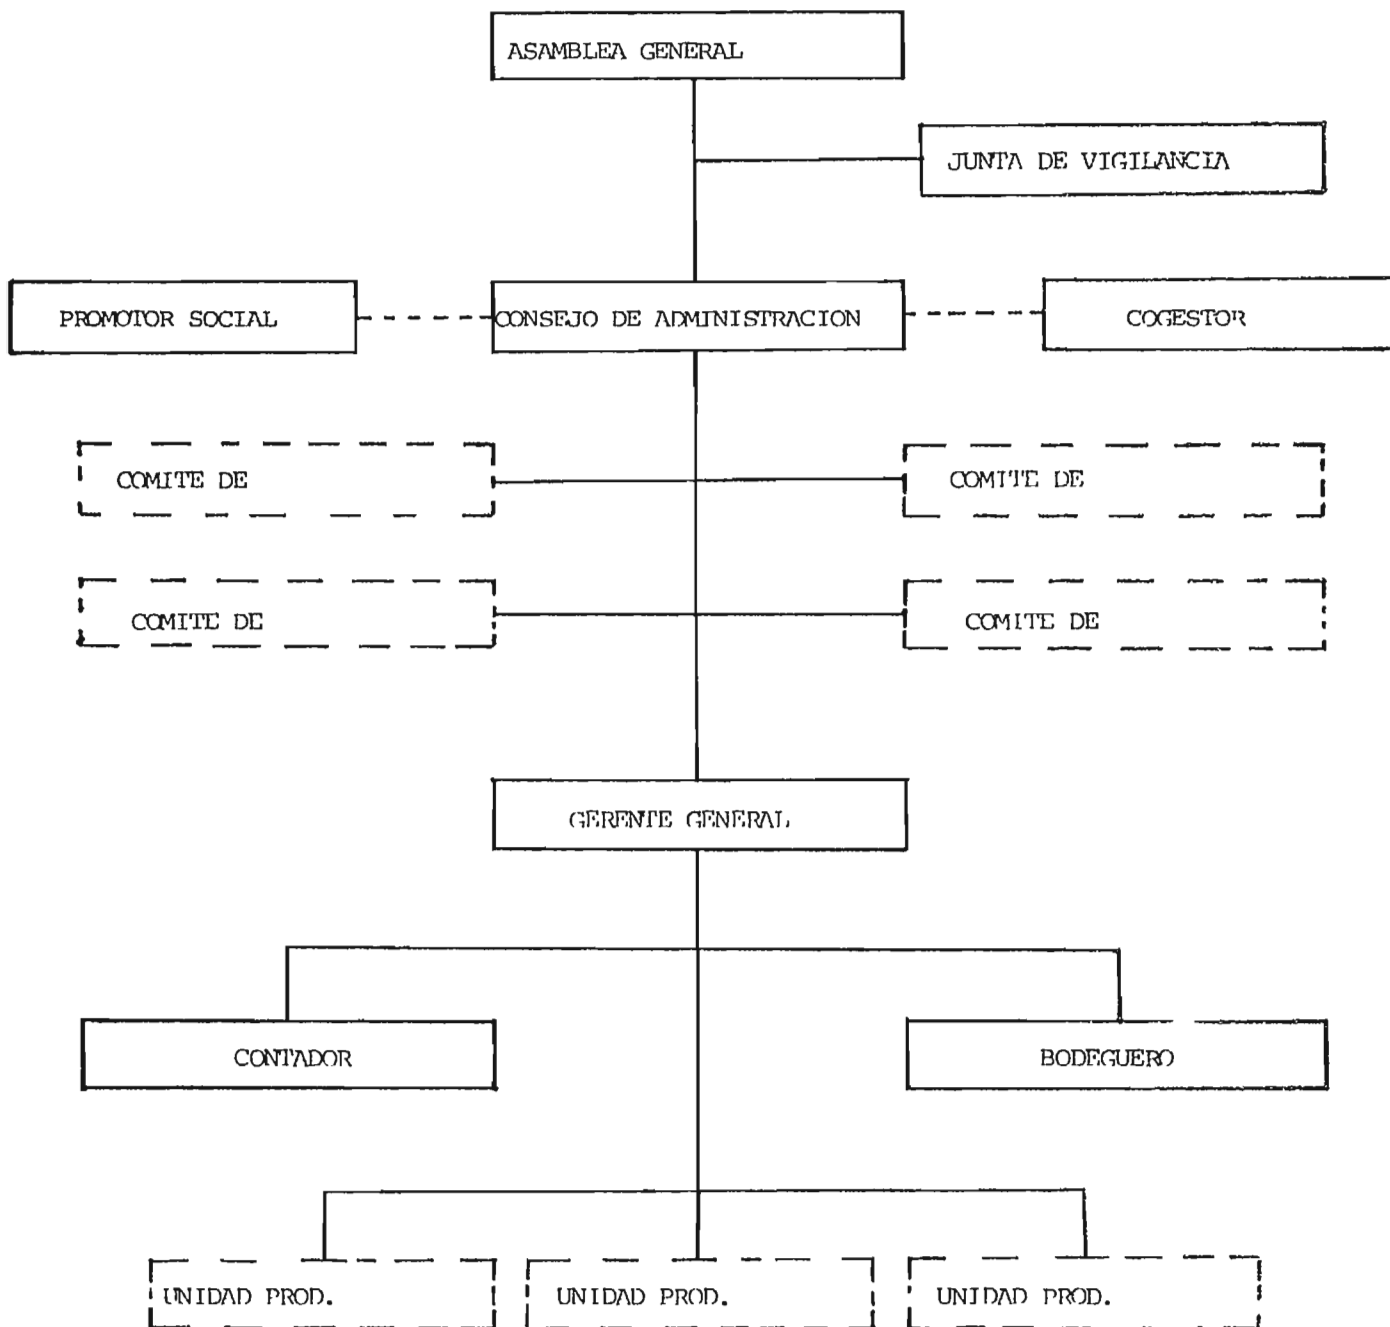 ASAMBLEA GENERAL
JUNTA DE VIGILANCIA
PROMOTOR SOCIAL
CONSEJO DE ADMINISTRACION
COGESTOR
COMITE DE
COMITE DE
COMITE DE
COMITE DE
GERENTE GENERAL
CONTADOR
BODEGUERO
UNIDAD PROD.
UNIDAD PROD.
UNIDAD PROD.